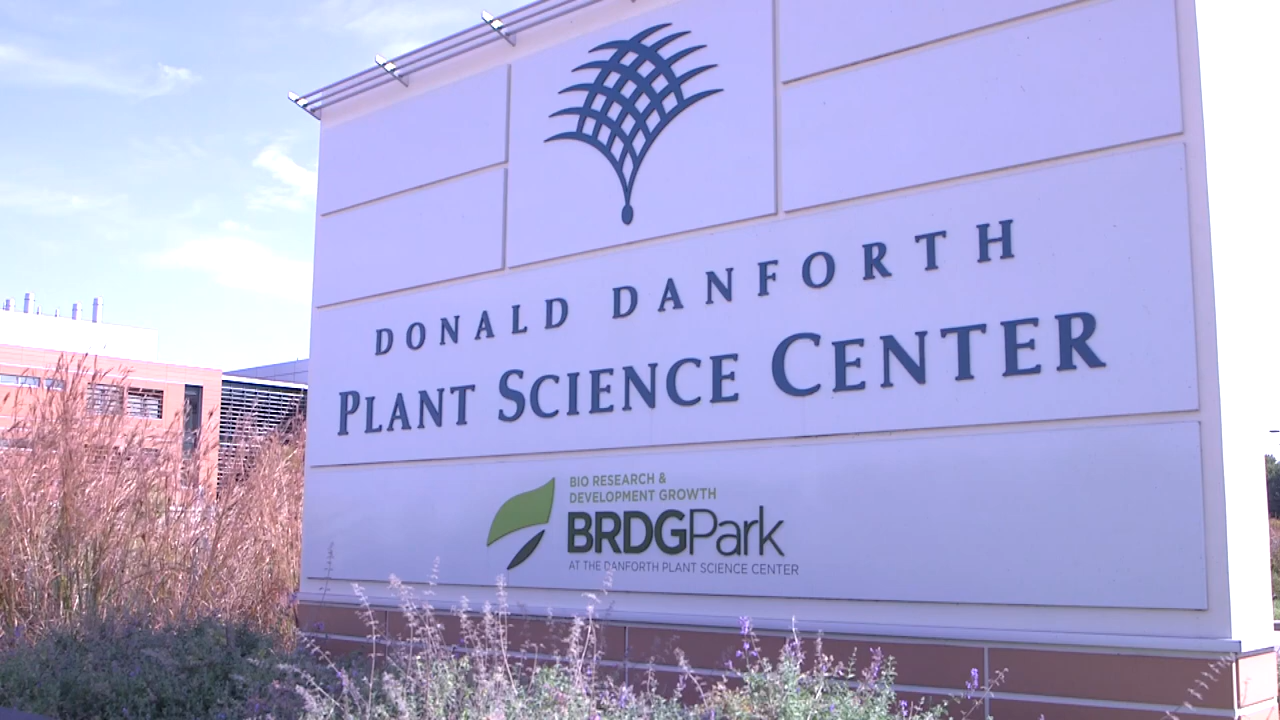 DONALD DANFORTH
PLANT SCIENCE CENTER
BIO RESEARCH &
DEVELOPMENT GROWTH
BRDGPark
AT THE DANFORTH PLANT SCIENCE CENTER